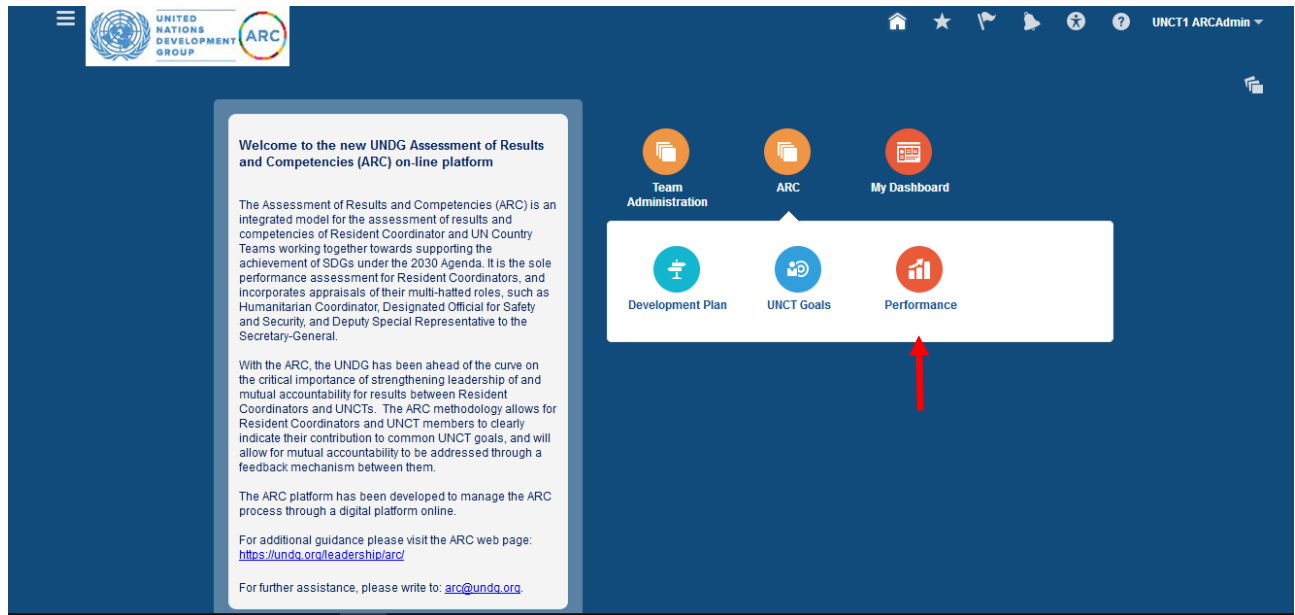 UNITED
NATIONS
DEVELOPMENT
GROUP
ARC
UNCT1 ARCAdmin
Welcome to the new UNDG Assessment of Results
and Competencies (ARC) on-line platform
The Assessment of Results and Competencies (ARC) is an
integrated model for the assessment of results and
competencies of Resident Coordinator and UN Country
Teams working together towards supporting the
achievement of SDGs under the 2030 Agenda. It is the sole
performance assessment for Resident Coordinators, and
incorporates appraisals of their multi-hatted roles, such as
Humanitarian Coordinator, Designated Official for Safety
and Security, and Deputy Special Representative to the
Secretary-General.
With the ARC, the UNDG has been ahead of the curve on
the critical importance of strengthening leadership of and
mutual accountability for results between Resident
Coordinators and UNCTs. The ARC methodology allows for
Resident Coordinators and UNCT members to clearly
indicate their contribution to common UNCT goals, and will
allow for mutual accountability to be addressed through a
feedback mechanism between them.
The ARC platform has been developed to manage the ARC
process through a digital platform online.
For additional guidance please visit the ARC web page:
https://undg.org/leadership/arc/
For further assistance, please write to: arc@undg.org.
Team
Administration
ARC
My Dashboard
Development Plan
UNCT Goals
Performance